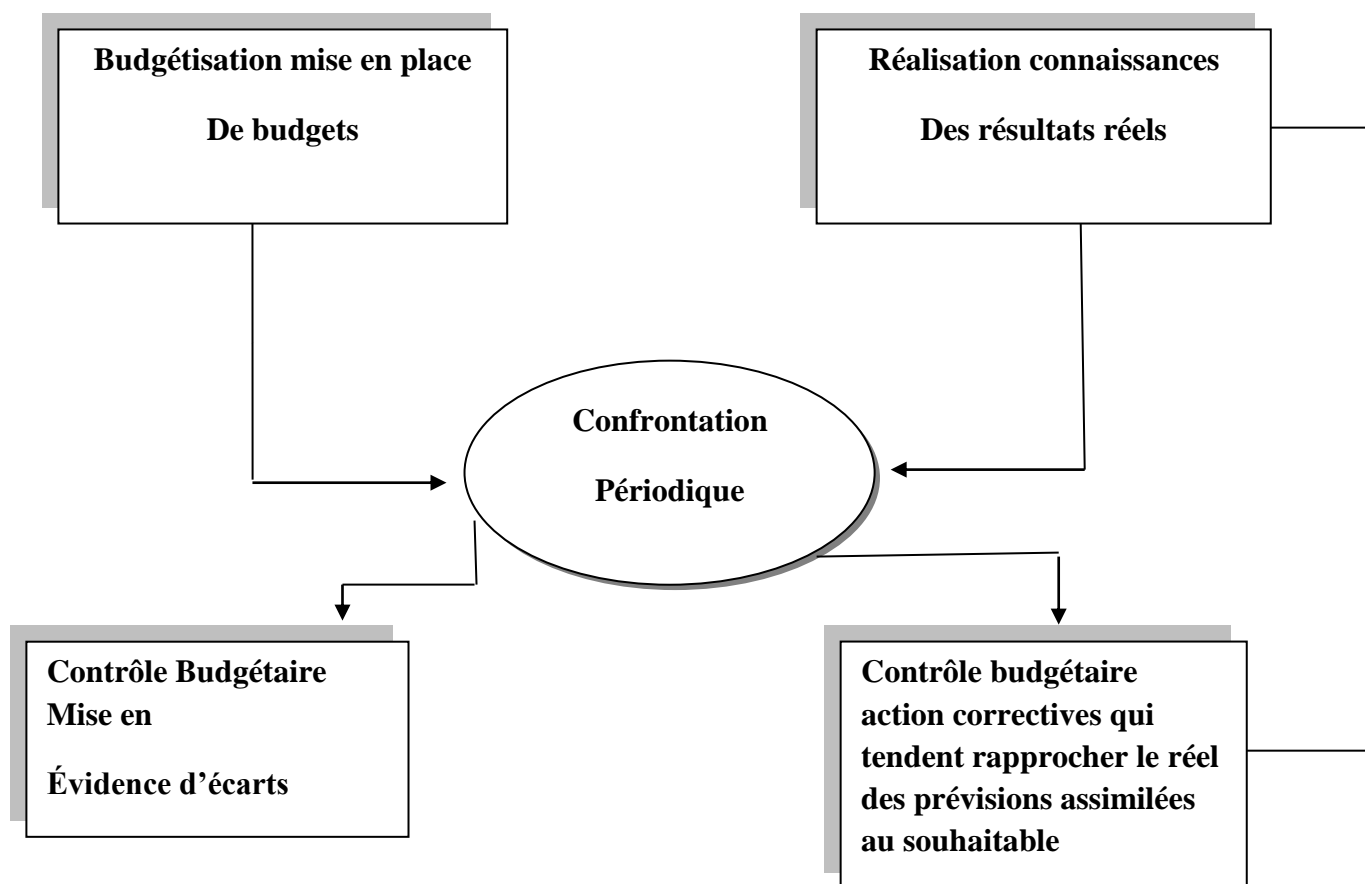 Budgétisation mise en place
De budgets
Réalisation connaissances
Des résultats réels
Confrontation
Périodique
Contrôle Budgétaire
Mise en
Évidence d’écarts
Contrôle budgétaire
action correctives qui
tendent rapprocher le réel
des prévisions assimilées
au souhaitable